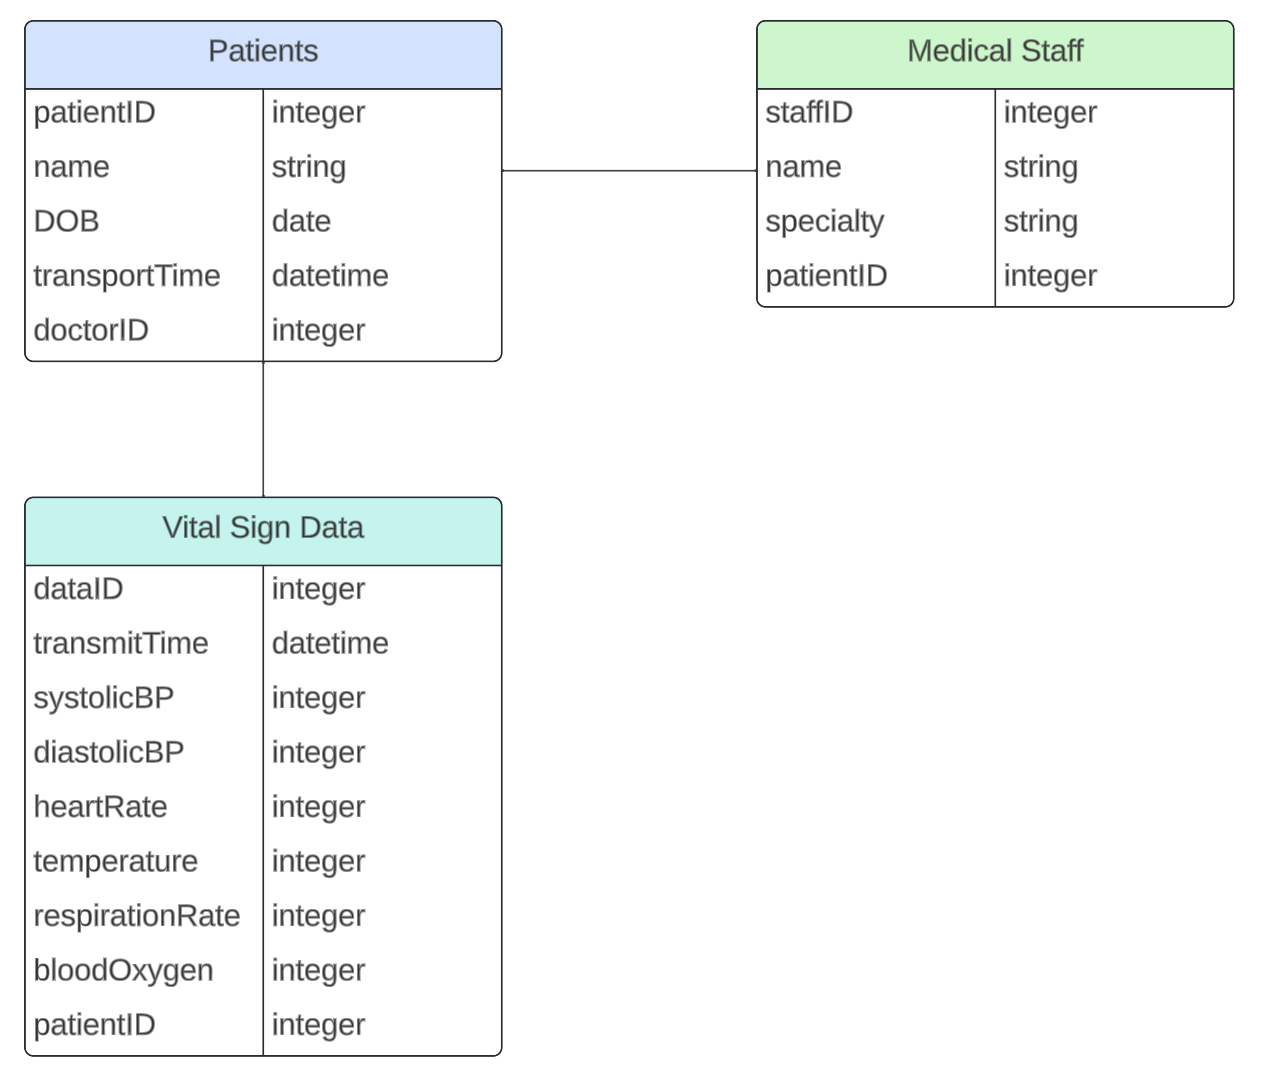 Patients
patientID integer
name string
DOB date
transportTime datetime
doctorID integer
Medical Staff
staffID integer
name string
specialty string
patientID integer
Vital Sign Data
dataID integer
transmitTime datetime
systolicBP integer
diastolicBP integer
heartRate integer
temperature integer
respirationRate integer
bloodOxygen integer
patientID integer